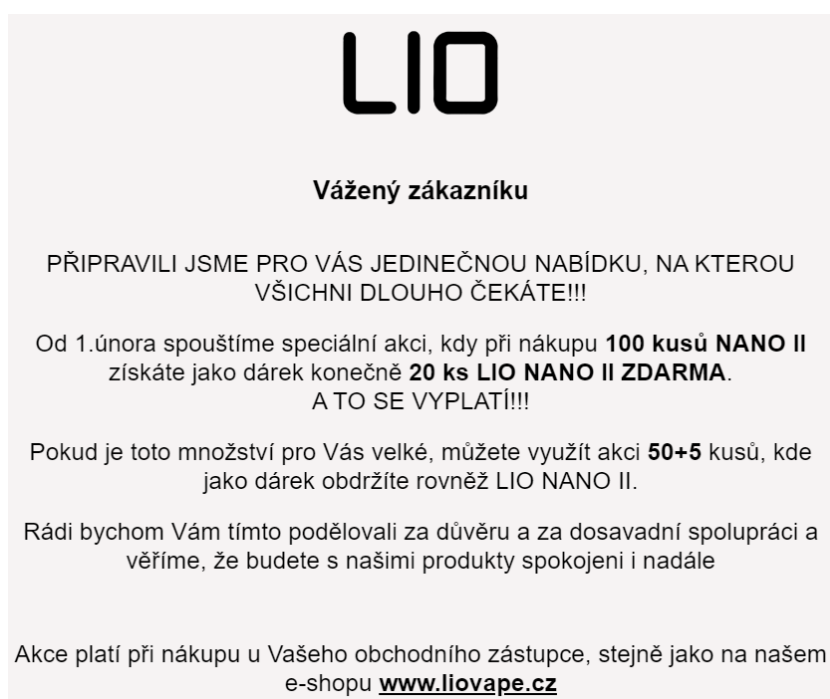 LIO
Vážený zákazníku
PŘIPRAVILI JSME PRO VÁS JEDINEČNOU NABÍDKU, NA KTEROU
VŠICHNI DLOUHO ČEKÁTE!!!
Od 1.února spouštíme speciální akci, kdy při nákupu 100 kusů NANO II
získáte jako dárek konečně 20 ks LIO NANO II ZDARMA.
A TO SE VYPLATÍ!!!
Pokud je toto množství pro Vás velké, můžete využít akci 50+5 kusů, kde
jako dárek obdržíte rovněž LIO NANO II.
Rádi bychom Vám tímto podělovali za důvěru a za dosavadní spolupráci a
věříme, že budete s našimi produkty spokojeni i nadále
Akce platí při nákupu u Vašeho obchodního zástupce, stejně jako na našem
e-shopu www.liovape.cz